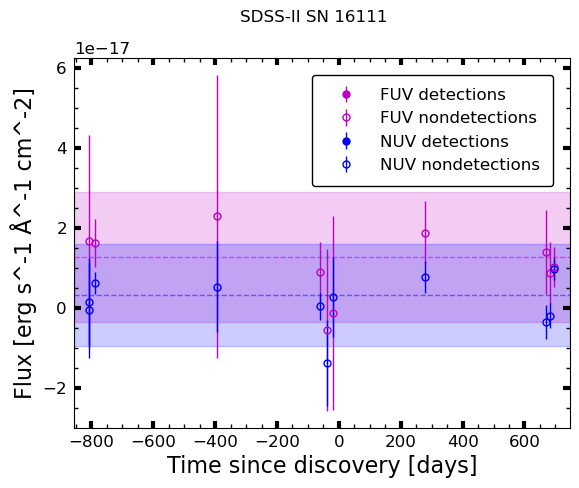 SDSS-II SN 16111
1e−17
FUV detections
FUV nondetections
NUV detections
NUV nondetections
6
4
2
0
−2
Flux [erg s^-1 Å^-1 cm^-2]
−800
−600
−400
−200
0
200
400
600
Time since discovery [days]